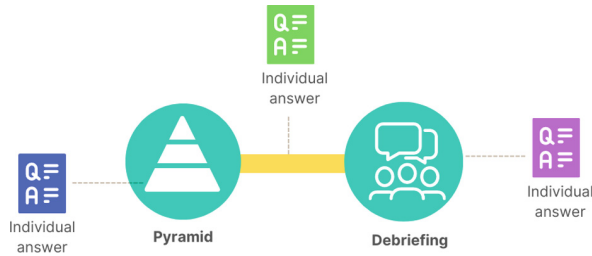 Q
A
Individual
answer
Q
A
Individual
answer
Pyramid
Debriefing
Q
A
Individual
answer